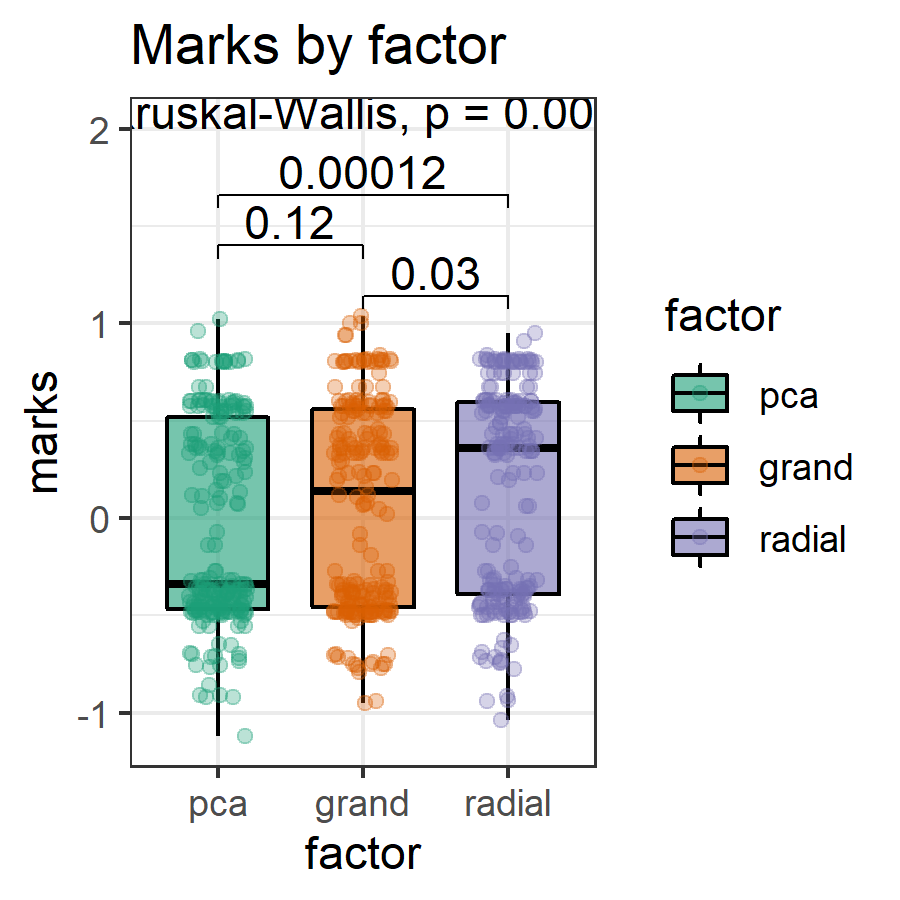 Marks by factor
ruskal-Wallis, p = 0.00
0.00012
0.12
0.03
2
1
0
-1
marks
pca
grand
radial
factor
factor
pca
grand
radial